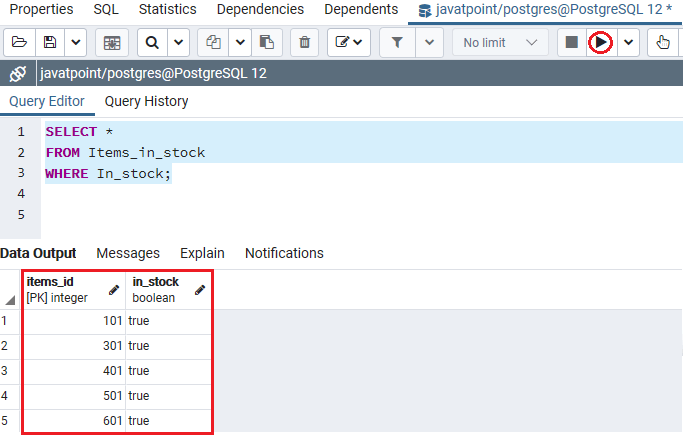 Properties SQL Statistics Dependencies Dependents javatpoint/postgres@PostgreSQL 12 *
No limit
javatpoint/postgres@PostgreSQL 12
Query Editor Query History
1 SELECT *
2 FROM Items_in_stock
3 WHERE In_stock;
4
5
Data Output Messages Explain Notifications
items_id in_stock
[PK] integer boolean
1 101 true
2 301 true
3 401 true
4 501 true
5 601 true